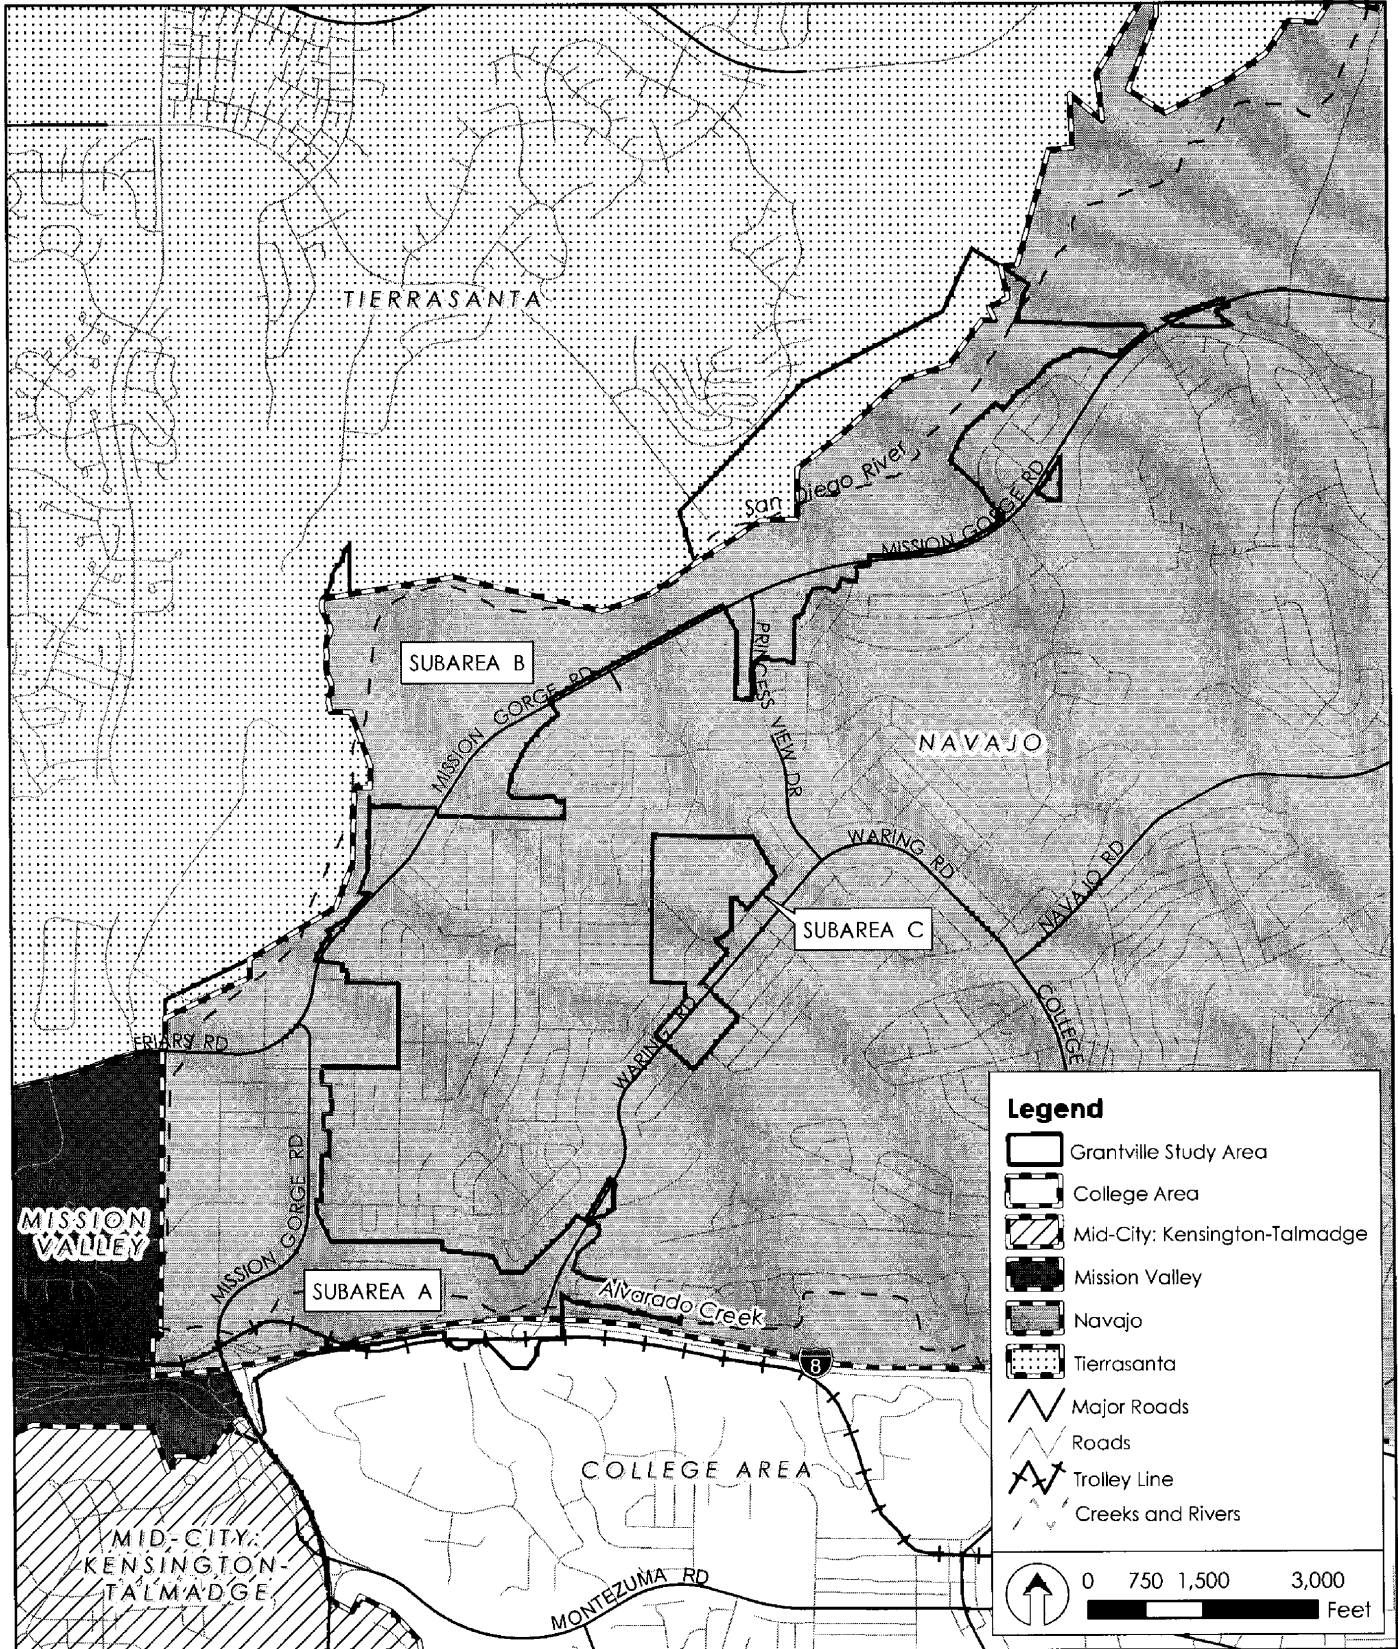 TIERRASANTA
San Diego River
MISSION GORGE RD
SUBAREA B
PRINCESS VIEW DR
MISSION GORGE RD
NAVAJO
WARING RD
NAVAJO RD
SUBAREA C
COLLEGE
WARING RD
FRIARS RD
MISSION GORGE RD
MISSION
VALLEY
MISSION GORGE RD
SUBAREA A
Alvarado Creek
8
COLLEGE AREA
MID-CITY:
KENSINGTON-
TALMADGE
MONTEZUMA RD
Legend
Grantville Study Area
College Area
Mid-City: Kensington-Talmadge
Mission Valley
Navajo
Tierrasanta
Major Roads
Roads
Trolley Line
Creeks and Rivers
0 750 1,500 3,000
Feet